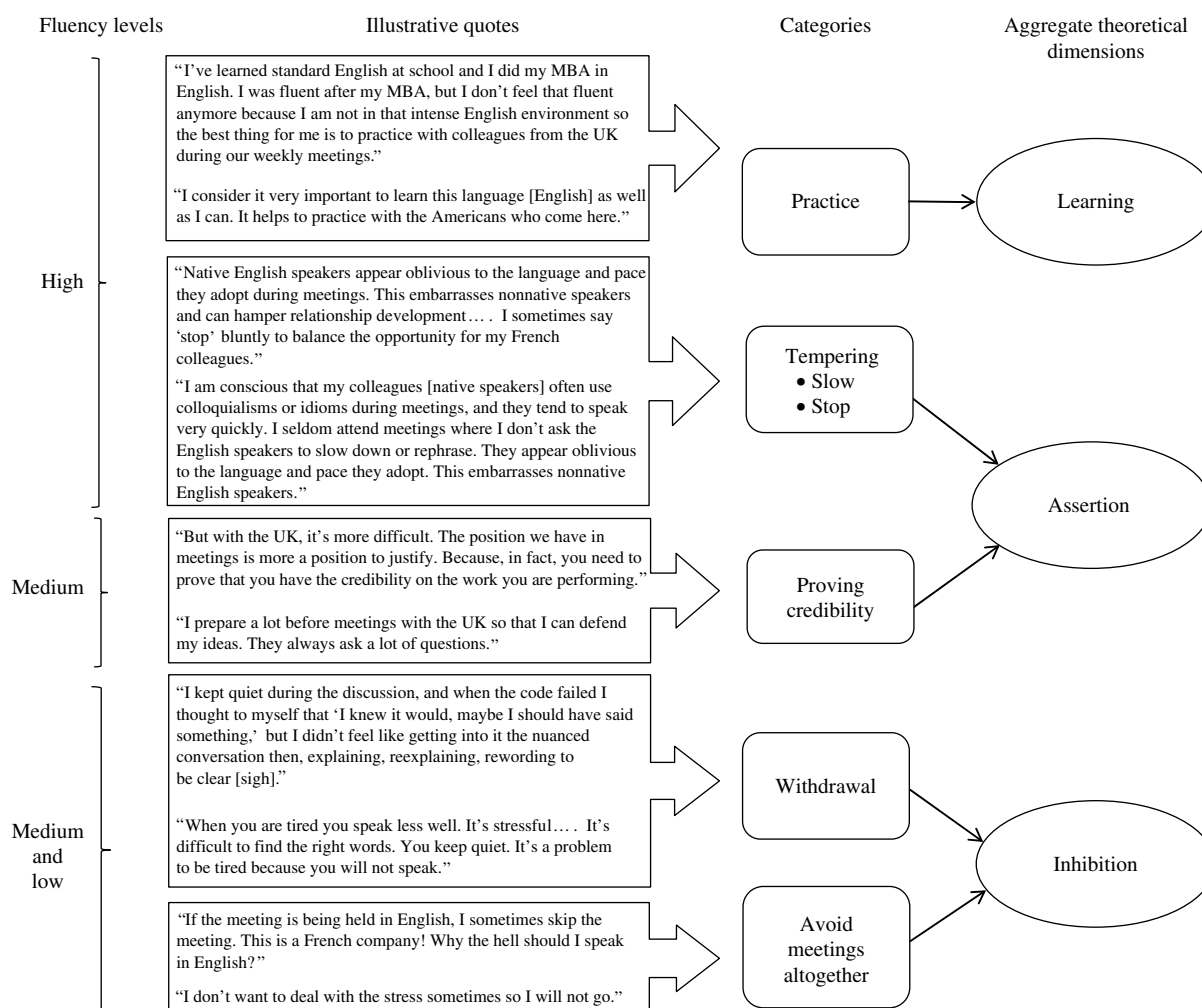 Fluency levels
Illustrative quotes
Categories
Aggregate theoretical
dimensions
High
“I’ve learned standard English at school and I did my MBA in
English. I was fluent after my MBA, but I don’t feel that fluent
anymore because I am not in that intense English environment so
the best thing for me is to practice with colleagues from the UK
during our weekly meetings.”
“I consider it very important to learn this language [English] as well
as I can. It helps to practice with the Americans who come here.”
Practice
Learning
“Native English speakers appear oblivious to the language and pace
they adopt during meetings. This embarrasses nonnative speakers
and can hamper relationship development… . I sometimes say
‘stop’ bluntly to balance the opportunity for my French
colleagues.”
“I am conscious that my colleagues [native speakers] often use
colloquialisms or idioms during meetings, and they tend to speak
very quickly. I seldom attend meetings where I don’t ask the
English speakers to slow down or rephrase. They appear oblivious
to the language and pace they adopt. This embarrasses nonnative
English speakers.”
Tempering
• Slow
• Stop
Assertion
Medium
“But with the UK, it’s more difficult. The position we have in
meetings is more a position to justify. Because, in fact, you need to
prove that you have the credibility on the work you are performing.”
“I prepare a lot before meetings with the UK so that I can defend
my ideas. They always ask a lot of questions.”
Proving
credibility
Medium
and
low
“I kept quiet during the discussion, and when the code failed I
thought to myself that ‘I knew it would, maybe I should have said
something,’ but I didn’t feel like getting into it the nuanced
conversation then, explaining, reexplaining, rewording to
be clear [sigh].”
“When you are tired you speak less well. It’s stressful… . It’s
difficult to find the right words. You keep quiet. It’s a problem
to be tired because you will not speak.”
Withdrawal
Inhibition
“If the meeting is being held in English, I sometimes skip the
meeting. This is a French company! Why the hell should I speak
in English?”
“I don’t want to deal with the stress sometimes so I will not go.”
Avoid
meetings
altogether